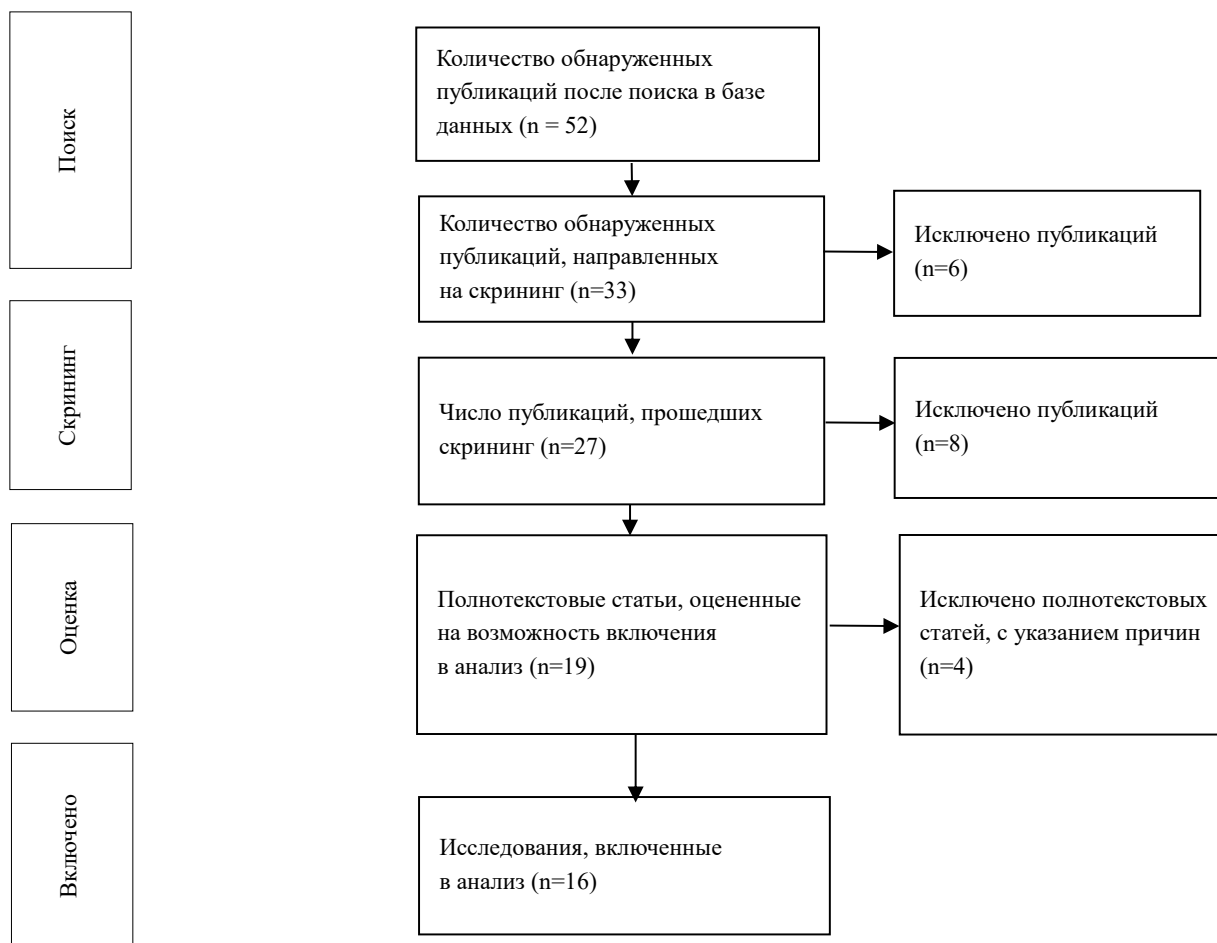 Поиск
Количество обнаруженных
публикаций после поиска в базе
данных (n = 52)
Количество обнаруженных
публикаций, направленных
на скрининг (n=33)
Исключено публикаций
(n=6)
Скрининг
Число публикаций, прошедших
скрининг (n=27)
Исключено публикаций
(n=8)
Оценка
Полнотекстовые статьи, оцененные
на возможность включения
в анализ (n=19)
Исключено полнотекстовых
статей, с указанием причин
(n=4)
Включено
Исследования, включенные
в анализ (n=16)